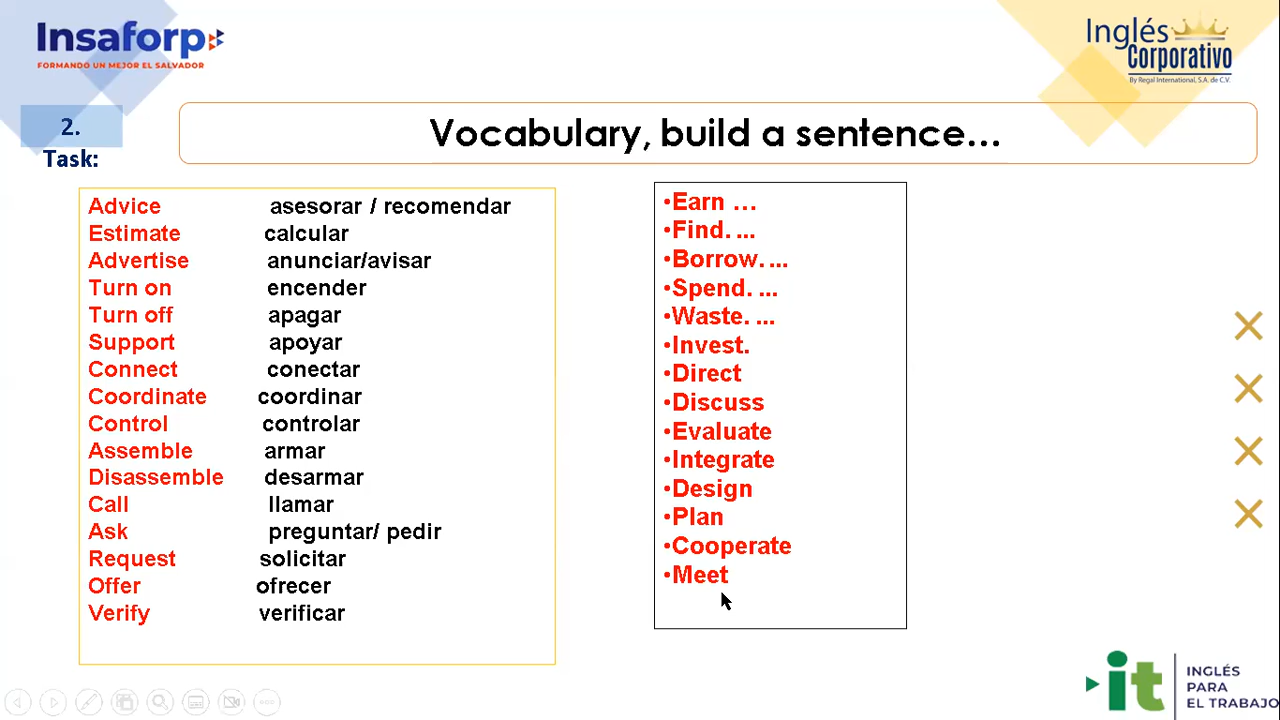 Insaforp
FORMANDO UN MEJOR EL SALVADOR
Inglés
Corporativo
By Regal International, S.A. de C.V.
2.
Task:
Vocabulary, build a sentence...
Advice asesorar / recomendar
Estimate calcular
Advertise anunciar/avisar
Turn on encender
Turn off apagar
Support apoyar
Connect conectar
Coordinate coordinar
Control controlar
Assemble armar
Disassemble desarmar
Call llamar
Ask preguntar/ pedir
Request solicitar
Offer ofrecer
Verify verificar
•Earn …
•Find. ...
•Borrow. ...
•Spend. ...
•Waste. ...
•Invest.
•Direct
•Discuss
•Evaluate
•Integrate
•Design
•Plan
•Cooperate
•Meet
it
INGLÉS
PARA
EL TRABAJO